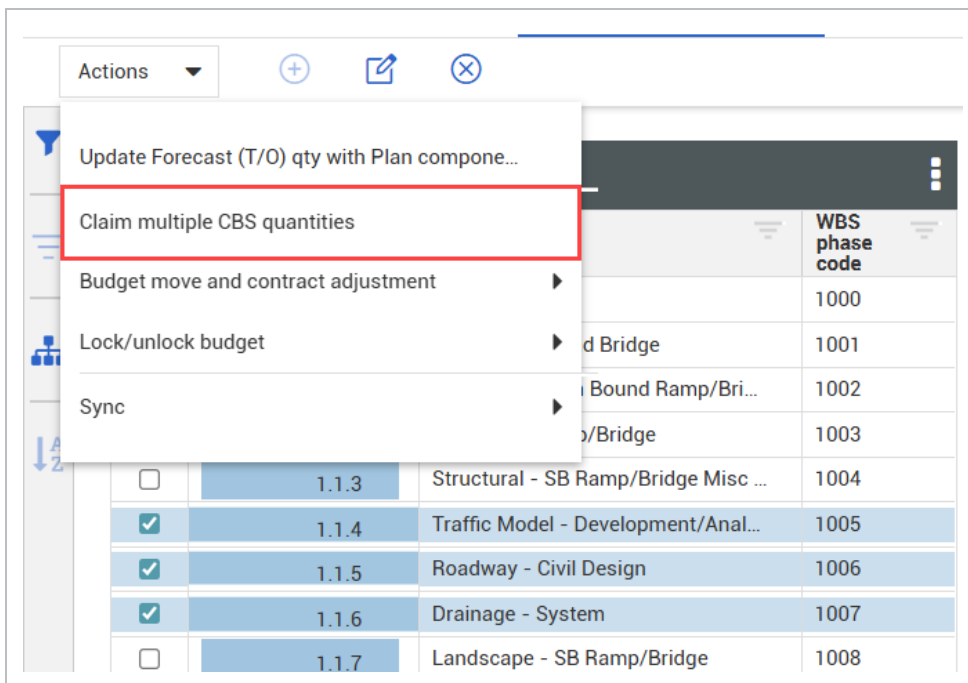 Actions
Update Forecast (T/O) qty with Plan compone...
Claim multiple CBS quantities
Budget move and contract adjustment
Lock/unlock budget
Sync
WBS
phase
code
1000
d Bridge 1001
Bound Ramp/Bri... 1002
/Bridge 1003
1.1.3 Structural - SB Ramp/Bridge Misc ... 1004
1.1.4 Traffic Model - Development/Anal... 1005
1.1.5 Roadway - Civil Design 1006
1.1.6 Drainage - System 1007
1.1.7 Landscape - SB Ramp/Bridge 1008